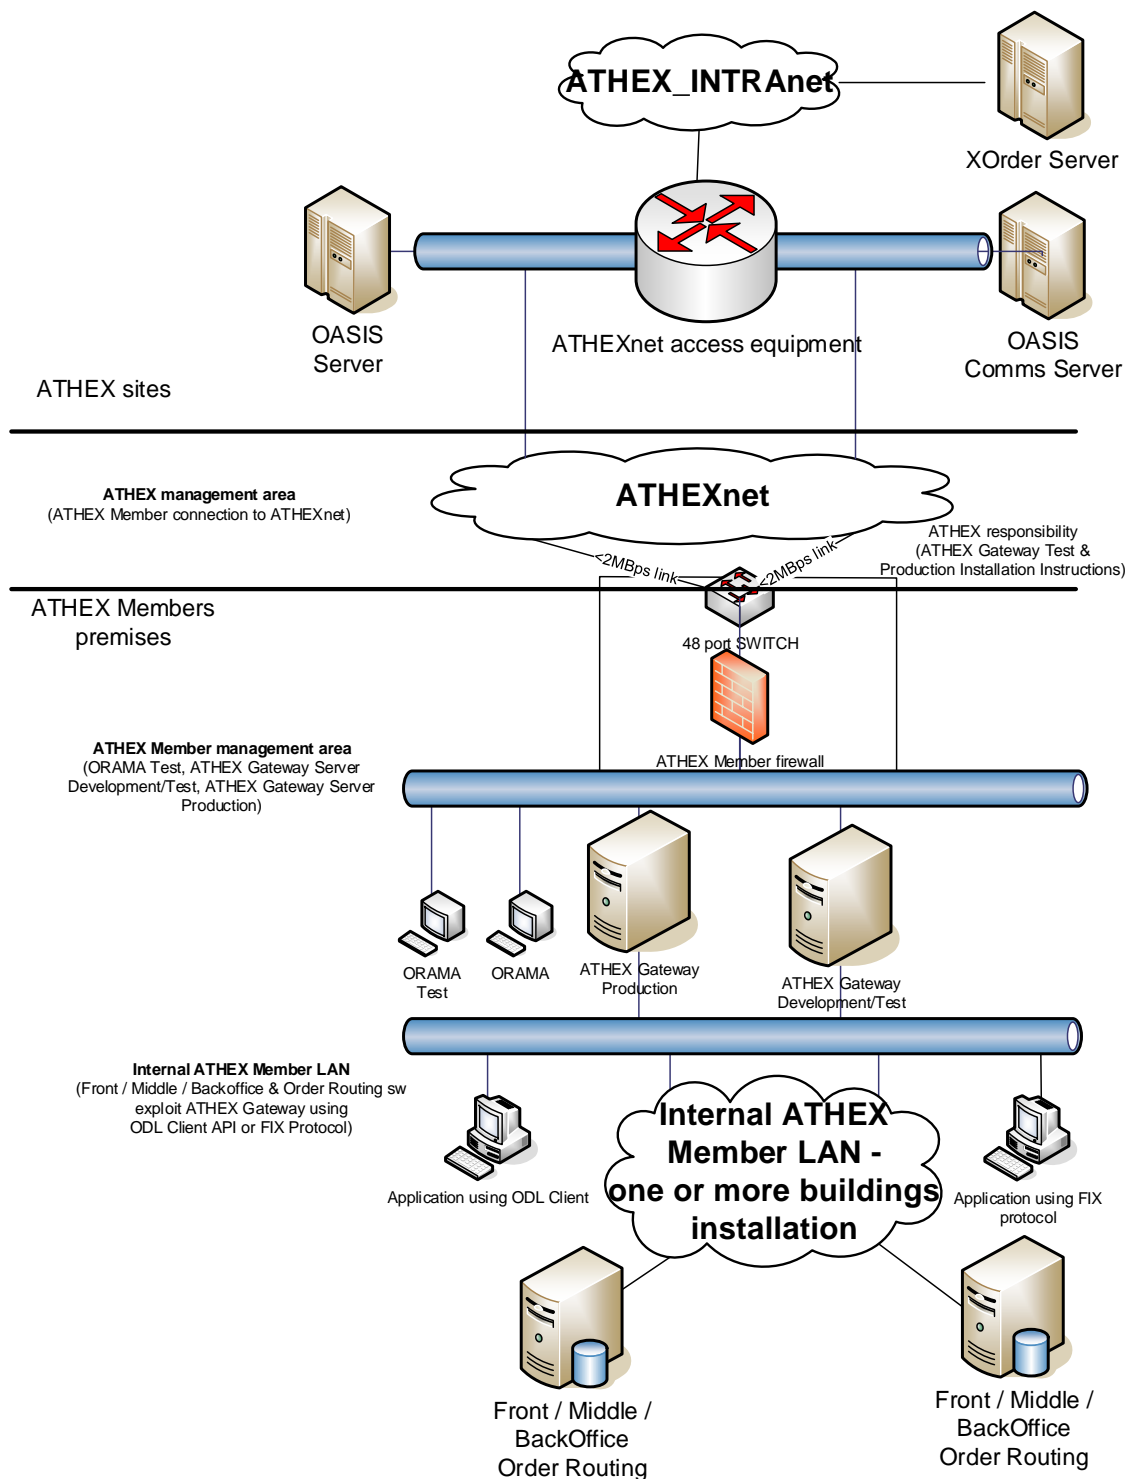 ATHEX_INTRAnet
XOrder Server
OASIS
Server
ATHEXnet access equipment
OASIS
Comms Server
ATHEX sites
ATHEXnet
ATHEX management area
(ATHEX Member connection to ATHEXnet)
ATHEX responsibility
(ATHEX Gateway Test &
Production Installation Instructions)
<2MBps link
<2MBps link
ATHEX Members
premises
48 port SWITCH
ATHEX Member firewall
ATHEX Member management area
(ORAMA Test, ATHEX Gateway Server
Development/Test, ATHEX Gateway Server
Production)
ORAMA
Test
ORAMA
ATHEX Gateway
Production
ATHEX Gateway
Development/Test
Internal ATHEX Member LAN
(Front / Middle / Backoffice & Order Routing sw
exploit ATHEX Gateway using
ODL Client API or FIX Protocol)
Application using ODL Client
Internal ATHEX
Member LAN -
one or more buildings
installation
Application using FIX
protocol
Front / Middle /
BackOffice
Order Routing
Front / Middle /
BackOffice
Order Routing